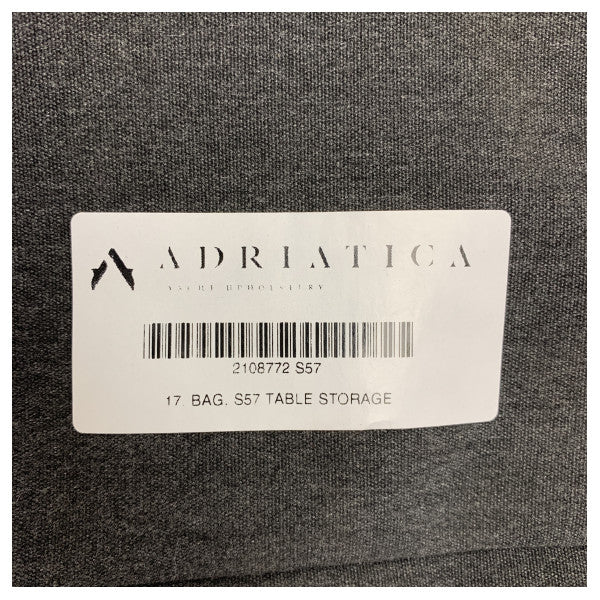 ADRIATICA
YACHT UPHOLSTERY
2108772 S57
17 BAG. S57 TABLE STORAGE